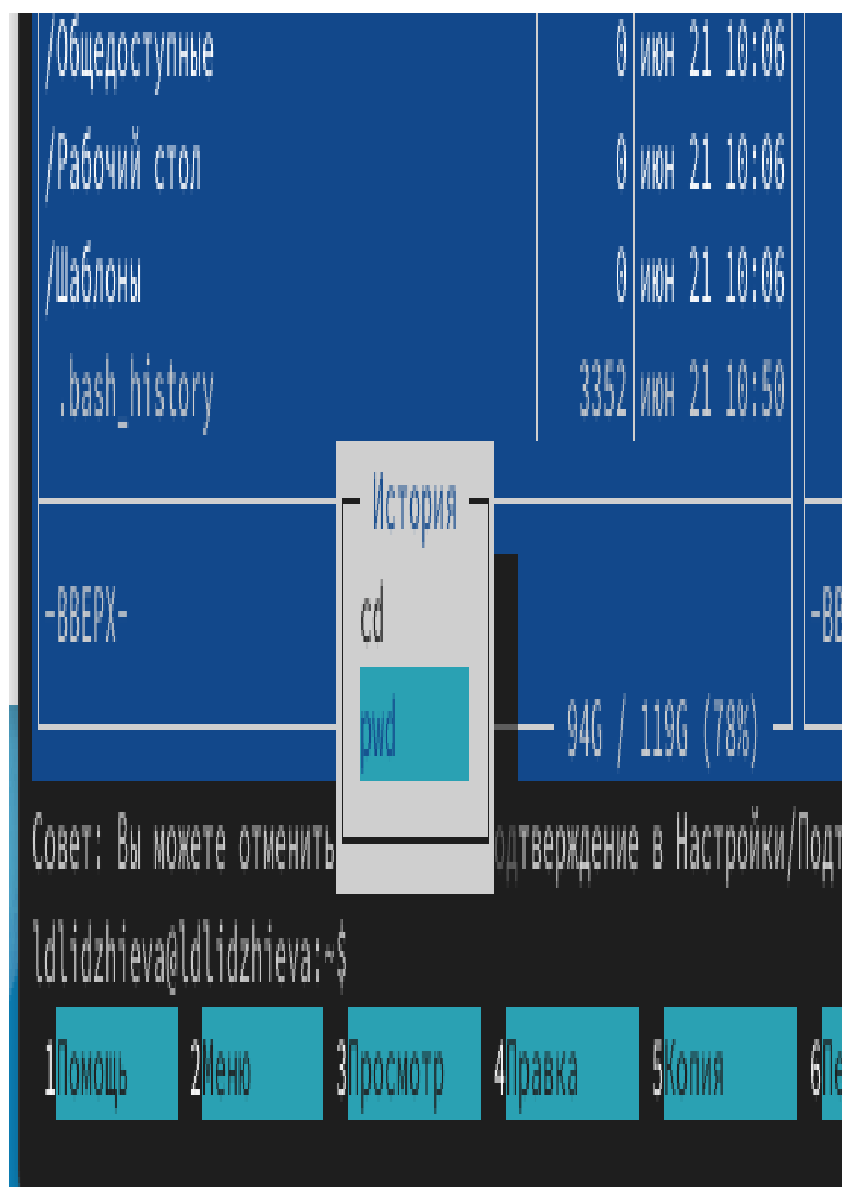 /Общедоступные 0 июн 21 10:06
/Рабочий стол 0 июн 21 10:06
/Шаблоны 0 июн 21 10:06
.bash_history 3352 июн 21 10:50
История
cd
-ВВЕРХ-
pwd
94G / 119G (78%)
Совет: Вы можете отменить одтверждение в Настройки/Подт
ldlidzhieva@ldlidzhieva:~$
1Помощь 2Меню 3Просмотр 4Правка 5Копия 6Пе